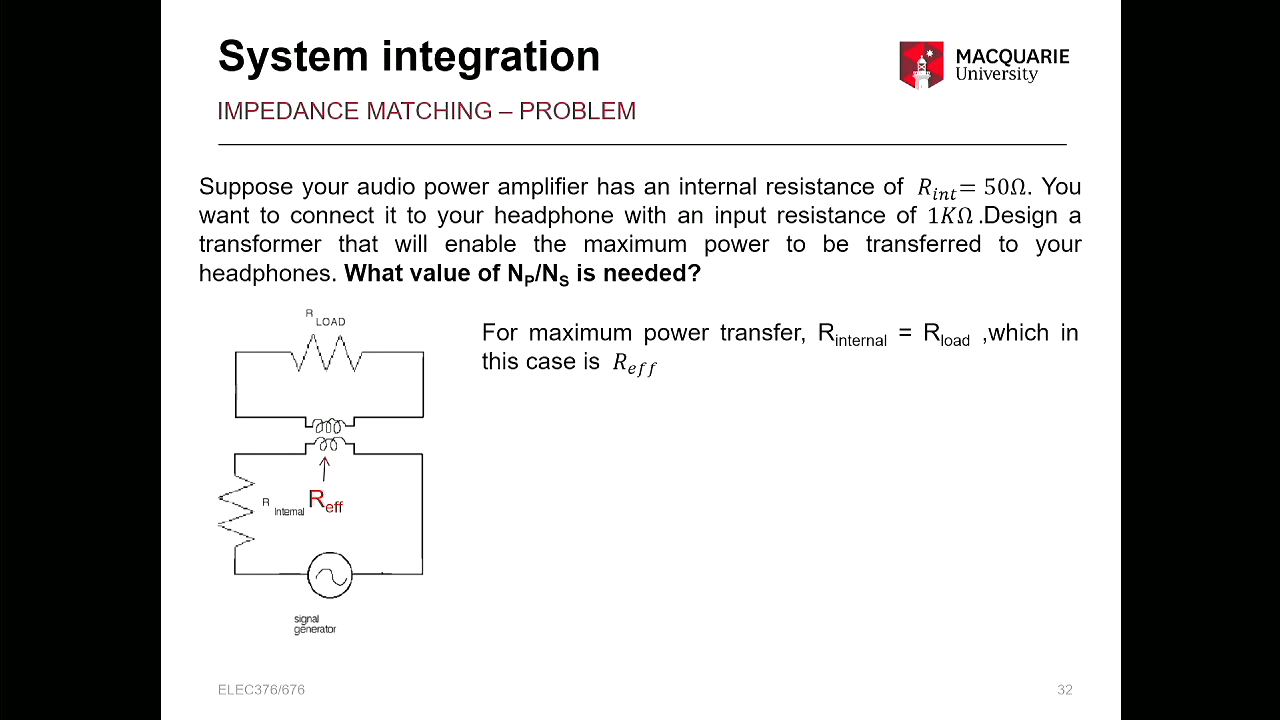 System integration
MACQUARIE
University
IMPEDANCE MATCHING – PROBLEM
Suppose your audio power amplifier has an internal resistance of R_int = 50Ω. You
want to connect it to your headphone with an input resistance of 1KΩ .Design a
transformer that will enable the maximum power to be transferred to your
headphones. What value of N_P/N_S is needed?
For maximum power transfer, R_internal = R_load ,which in
this case is R_eff
R LOAD
R Internal
R_eff
signal
generator
ELEC376/676
32